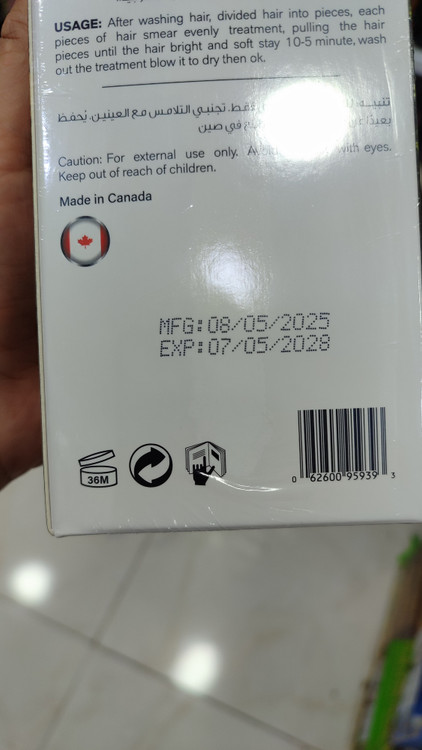 USAGE: After washing hair, divided hair into pieces, each
pieces of hair smear evenly treatment, pulling the hair
pieces until the hair bright and soft stay 10-5 minute, wash
out the treatment blow it to dry then ok.
فقط. تجنبي التلامس مع العينين. يُحفظ
بعيدًا في صين
Caution: For external use only. with eyes.
Keep out of reach of children.
Made in Canada
MFG:08/05/2025
EXP:07/05/2028
36M
0 62600 95939 3